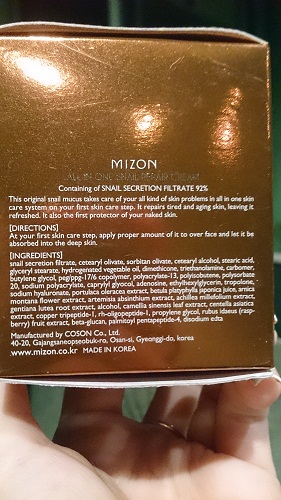 MIZON
ALL IN ONE SNAIL REPAIR CREAM
Containing of SNAIL SECRETION FILTRATE 92%
This original snail mucus takes care of your all kind of skin problems in all in one skin
care system on your first skin care step. It repairs tired and aging skin, leaving it
refreshed. It also the first protector of your naked skin.
[DIRECTIONS]
At your first skin care step, apply proper amount of it to over face and let it be
absorbed into the deep skin.
[INGREDIENTS]
snail secretion filtrate, cetearyl olivate, sorbitan olivate, cetearyl alcohol, stearic acid,
glyceryl stearate, hydrogenated vegetable oil, dimethicone, triethanolamine, carbomer,
butylene glycol, peg/ppg-17/6 copolymer, polyacrylate-13, polyisobutene, polysorbate
20, sodium polyacrylate, caprylyl glycol, adenosine, ethylhexylglycerin, tropolone,
sodium hyaluronate, portulaca oleratea extract, betula platyphylla japonica juice, arnica
montana flower extract, artemisia absinthium extract, achillea millefolium extract,
gentiana lutea root extract, alcohol, camellia sinensis leaf extract, centella asiatica
extract, copper tripeptide-1, rh-oligopeptide-1, propylene glycol, rubus idaeus (rasp-
berry) fruit extract, beta-glucan, palmitoyl pentapeptide-4, disodium edta
Manufactured by COSON Co., Ltd.
40-20, Gajangsaneopseobuk-ro, Osan-si, Gyeonggi-do, korea
www.mizon.co.kr MADE IN KOREA